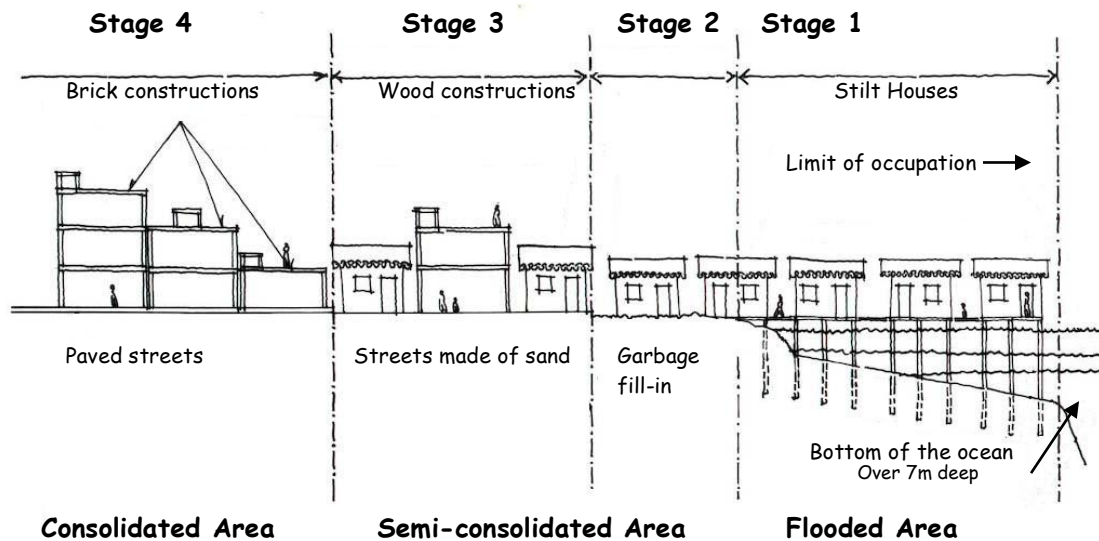 Stage 4
Stage 3
Stage 2
Stage 1
Brick constructions
Wood constructions
Stilt Houses
Limit of occupation
Paved streets
Streets made of sand
Garbage
fill-in
Bottom of the ocean
Over 7m deep
Consolidated Area
Semi-consolidated Area
Flooded Area